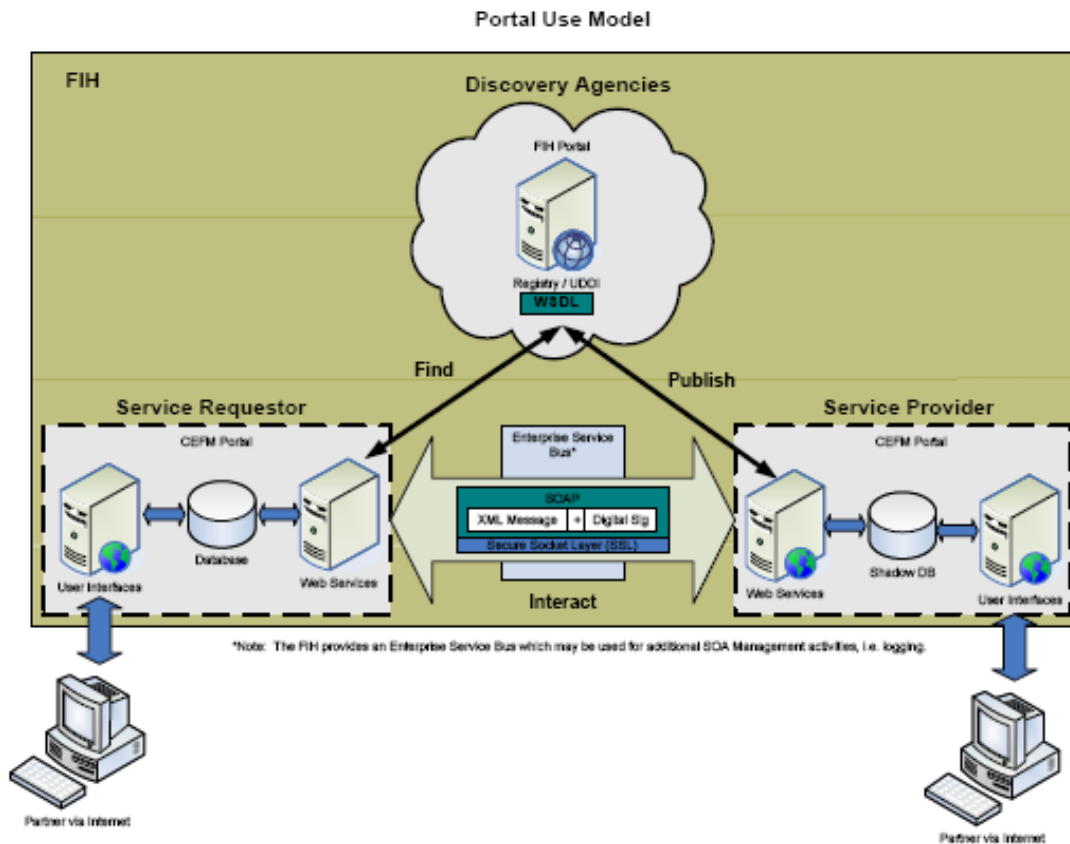 Portal Use Model
FIH
Discovery Agencies
FIH Portal
Registry / UDDI
WSDL
Find
Publish
Service Requestor
CEFM Portal
User Interfaces
Database
Web Services
Enterprise Service
Bus*
SOAP
XML Message + Digital Sig
Secure Socket Layer (SSL)
Interact
Service Provider
CEFM Portal
Web Services
Shadow DB
User Interfaces
*Note: The FIH provides an Enterprise Service Bus which may be used for additional SOA Management activities, i.e. logging.
Partner via Internet
Partner via Internet